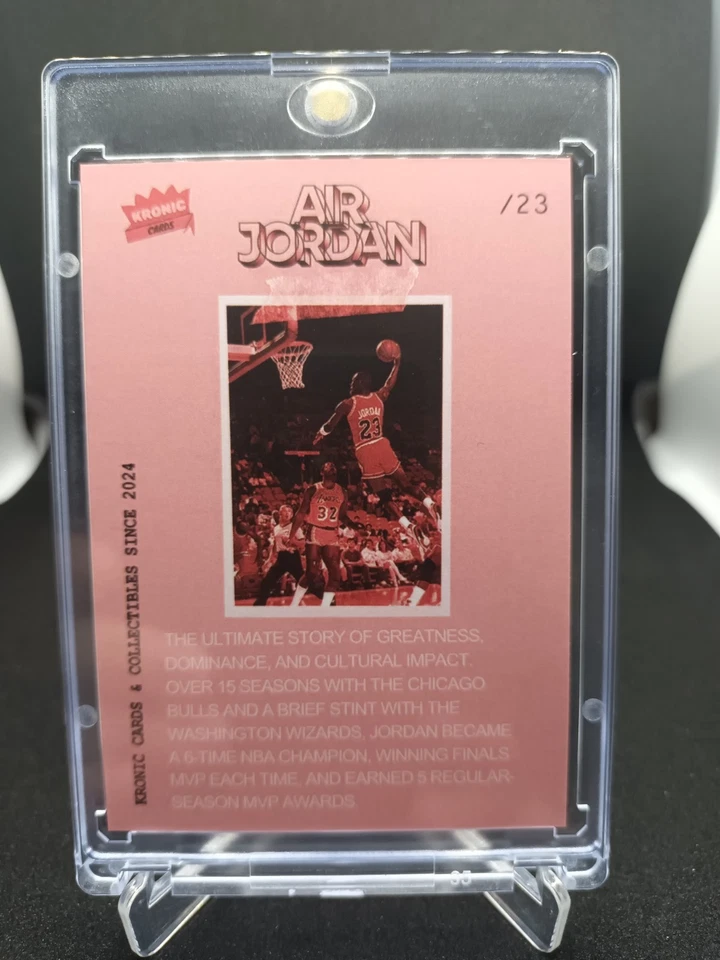 KRONIC
CARDS
AIR
JORDAN
/23
JORDAN
23
32
KRONIC CARDS & COLLECTIBLES SINCE 2024
THE ULTIMATE STORY OF GREATNESS,
DOMINANCE, AND CULTURAL IMPACT.
OVER 15 SEASONS WITH THE CHICAGO
BULLS AND A BRIEF STINT WITH THE
WASHINGTON WIZARDS, JORDAN BECAME
A 6-TIME NBA CHAMPION, WINNING FINALS
MVP EACH TIME, AND EARNED 5 REGULAR-
SEASON MVP AWARDS.
35